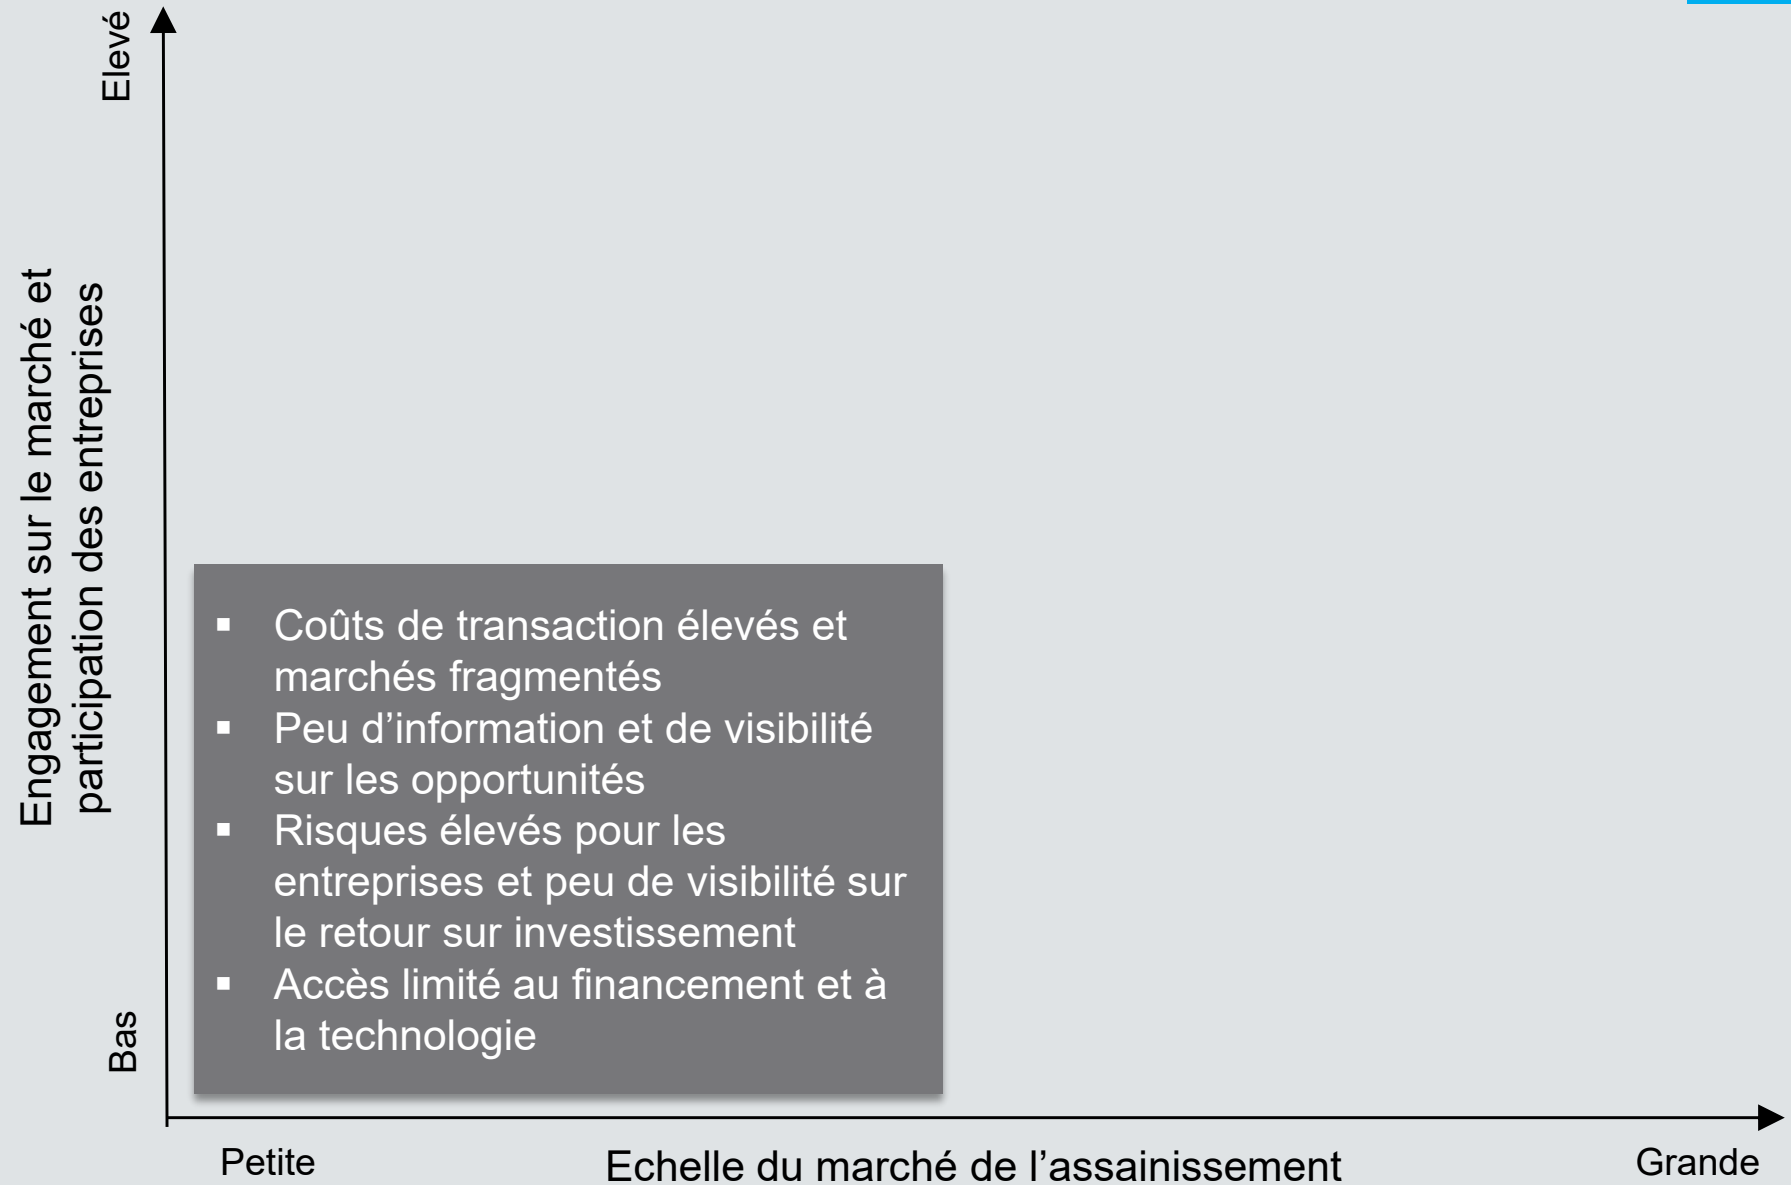 Elevé
Engagement sur le marché et
participation des entreprises
▪ Coûts de transaction élevés et
marchés fragmentés
▪ Peu d’information et de visibilité
sur les opportunités
▪ Risques élevés pour les
entreprises et peu de visibilité sur
le retour sur investissement
▪ Accès limité au financement et à
la technologie
Bas
Petite
Echelle du marché de l’assainissement
Grande